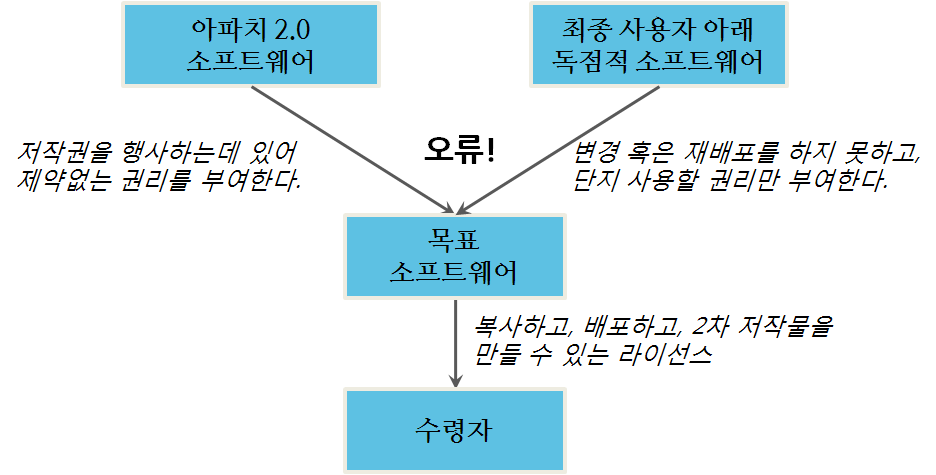 아파치 2.0
소프트웨어
최종 사용자 아래
독점적 소프트웨어
저작권을 행사하는데 있어
제약없는 권리를 부여한다.
오류!
변경 혹은 재배포를 하지 못하고,
단지 사용할 권리만 부여한다.
목표
소프트웨어
복사하고, 배포하고, 2차 저작물을
만들 수 있는 라이선스
수령자